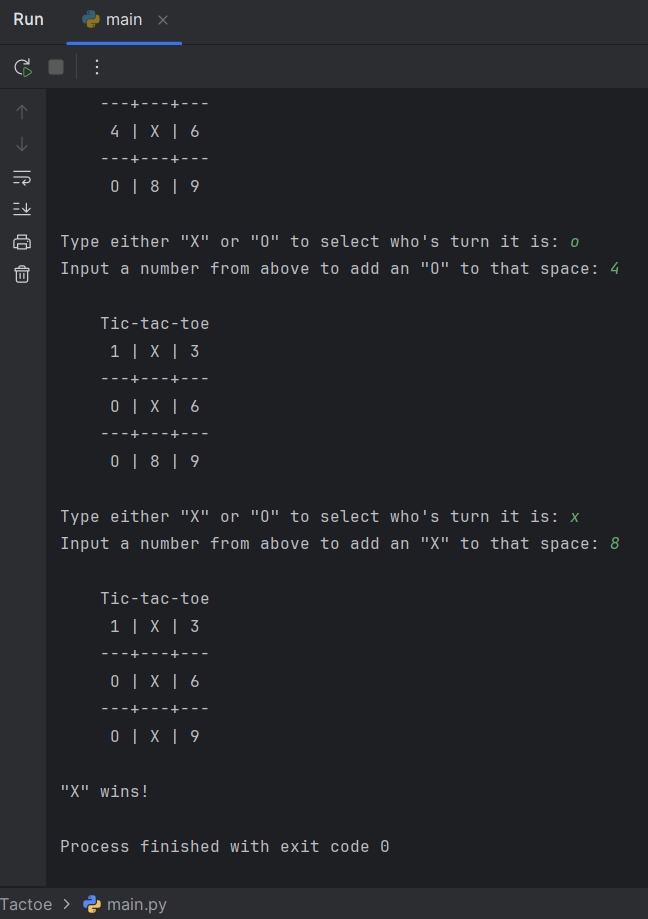 Run main
---+---+---
4 | X | 6
---+---+---
O | 8 | 9
Type either "X" or "O" to select who's turn it is: o
Input a number from above to add an "O" to that space: 4
Tic-tac-toe
1 | X | 3
---+---+---
O | X | 6
---+---+---
O | 8 | 9
Type either "X" or "O" to select who's turn it is: x
Input a number from above to add an "X" to that space: 8
Tic-tac-toe
1 | X | 3
---+---+---
O | X | 6
---+---+---
O | X | 9
"X" wins!
Process finished with exit code 0
Tactoe > main.py